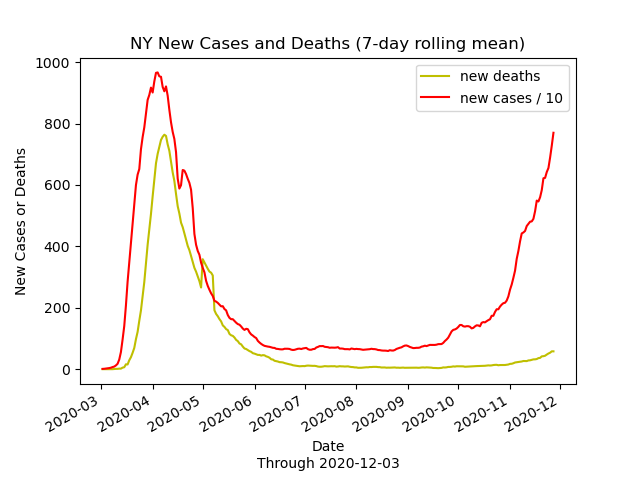 NY New Cases and Deaths (7-day rolling mean)
new deaths
new cases / 10
New Cases or Deaths
1000
800
600
400
200
0
2020-03
2020-04
2020-05
2020-06
2020-07
2020-08
2020-09
2020-10
2020-11
2020-12
Date
Through 2020-12-03